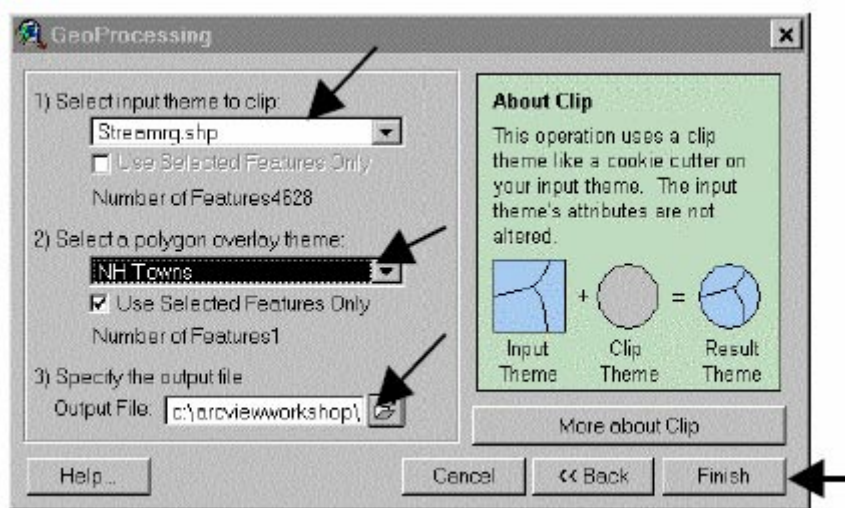 GeoProcessing
1) Select input theme to clip:
Streamrq.shp
Use Selected Features Only
Number of Features4628
2) Select a polygon overlay theme:
NH Towns
Use Selected Features Only
Number of Features1
3) Specify the output file
Output File: c:\arcviewworkshop\
About Clip
This operation uses a clip
theme like a cookie cutter on
your input theme. The input
theme's attributes are not
altered.
+ =
Input Clip Result
Theme Theme Theme
More about Clip
Help...
Cancel
<< Back
Finish